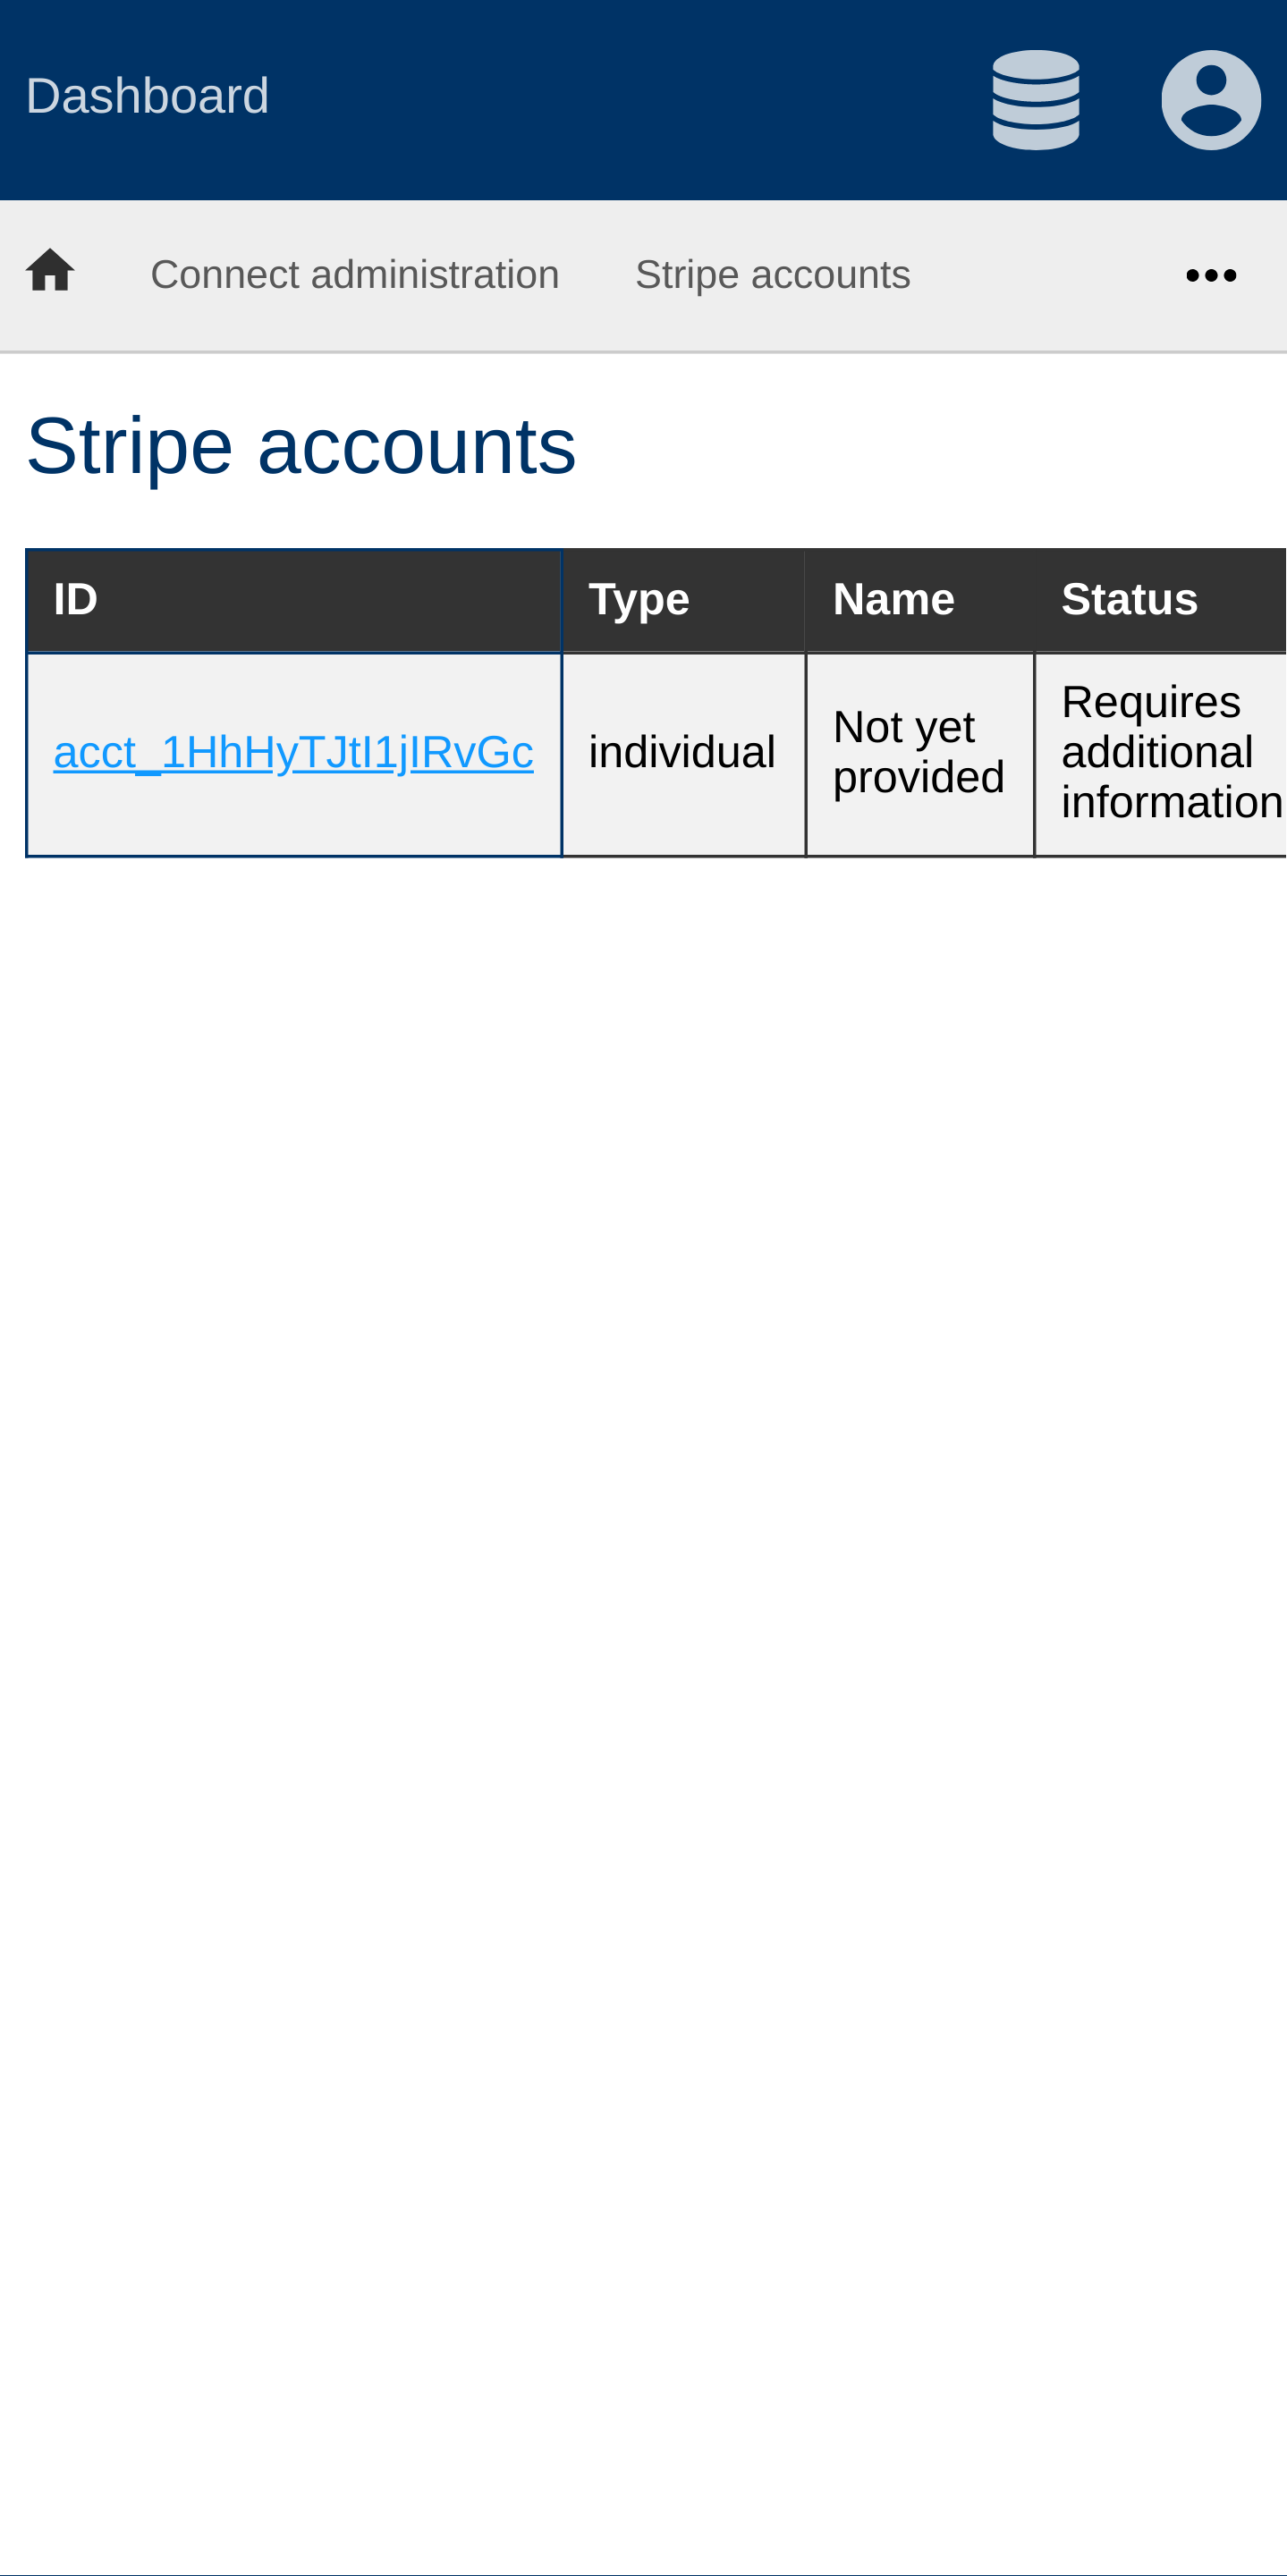 Dashboard
Connect administration Stripe accounts
Stripe accounts
ID Type Name Status
acct_1HhHyTJtI1jIRvGc individual Not yet provided Requires additional information